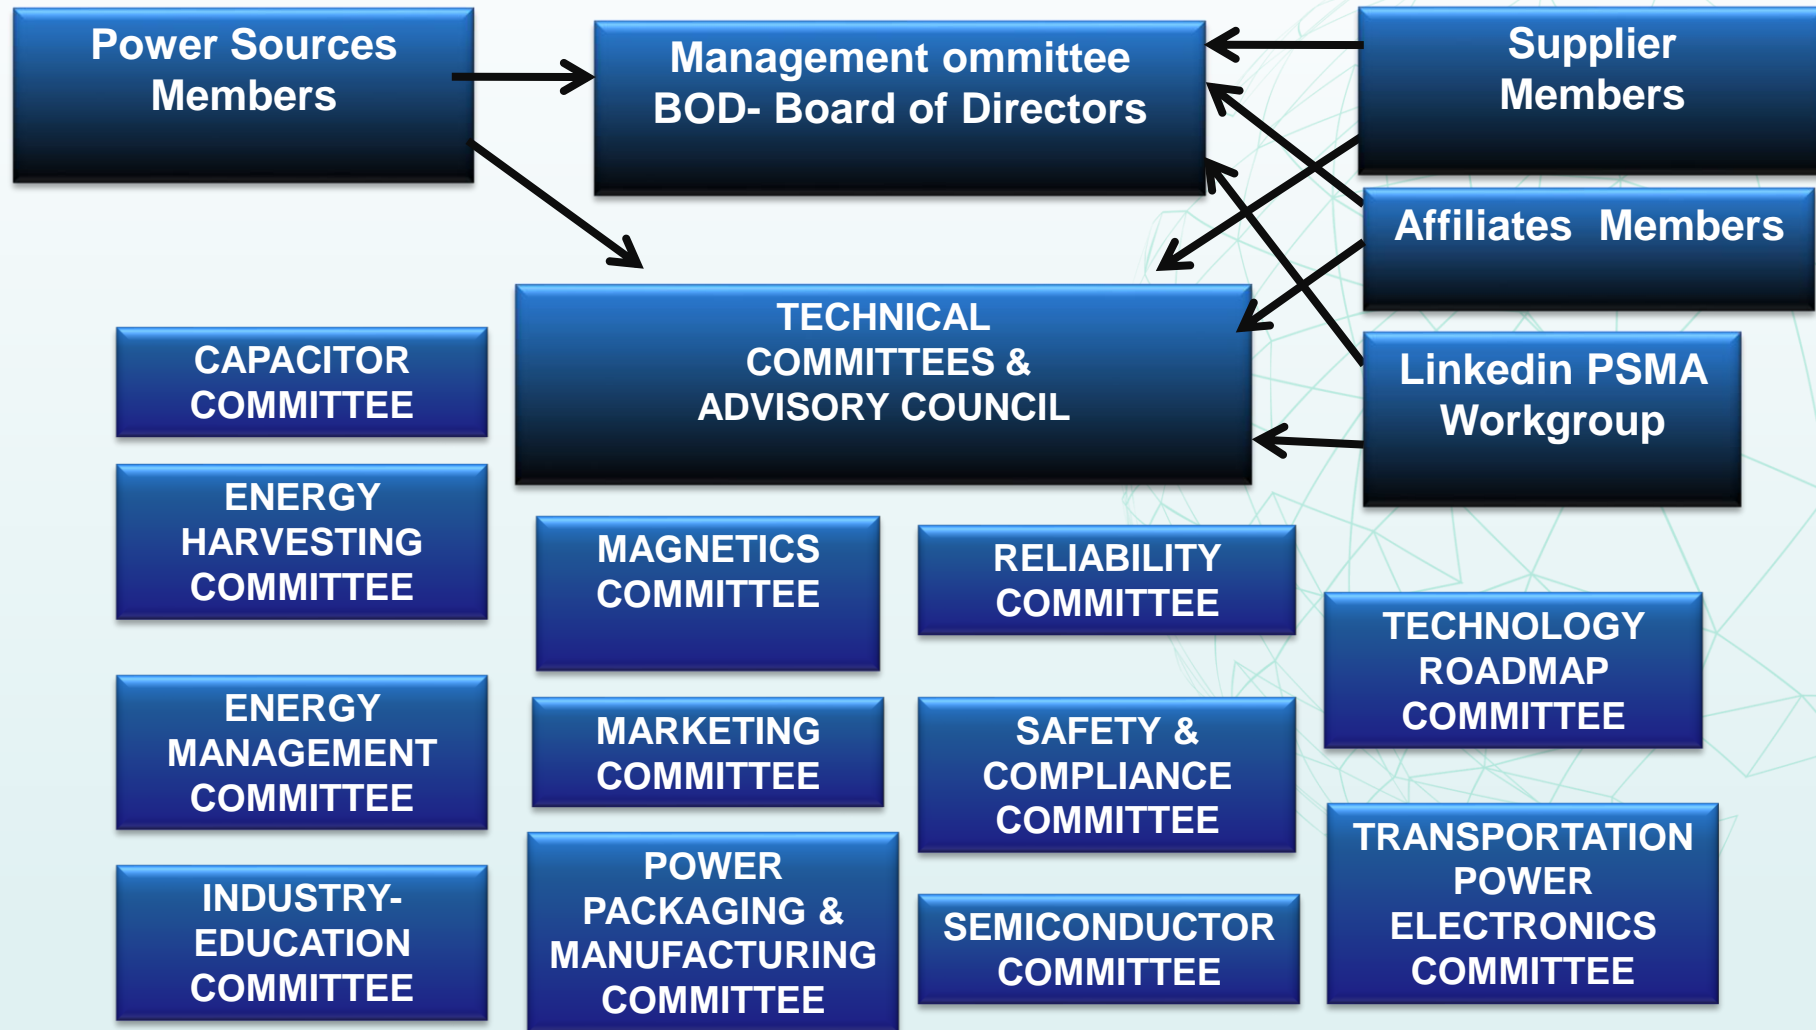 Power Sources
Members
Management ommittee
BOD- Board of Directors
Supplier
Members
Affiliates Members
Linkedin PSMA
Workgroup
TECHNICAL
COMMITTEES &
ADVISORY COUNCIL
CAPACITOR
COMMITTEE
ENERGY
HARVESTING
COMMITTEE
ENERGY
MANAGEMENT
COMMITTEE
INDUSTRY-
EDUCATION
COMMITTEE
MAGNETICS
COMMITTEE
MARKETING
COMMITTEE
POWER
PACKAGING &
MANUFACTURING
COMMITTEE
RELIABILITY
COMMITTEE
SAFETY &
COMPLIANCE
COMMITTEE
SEMICONDUCTOR
COMMITTEE
TECHNOLOGY
ROADMAP
COMMITTEE
TRANSPORTATION
POWER
ELECTRONICS
COMMITTEE